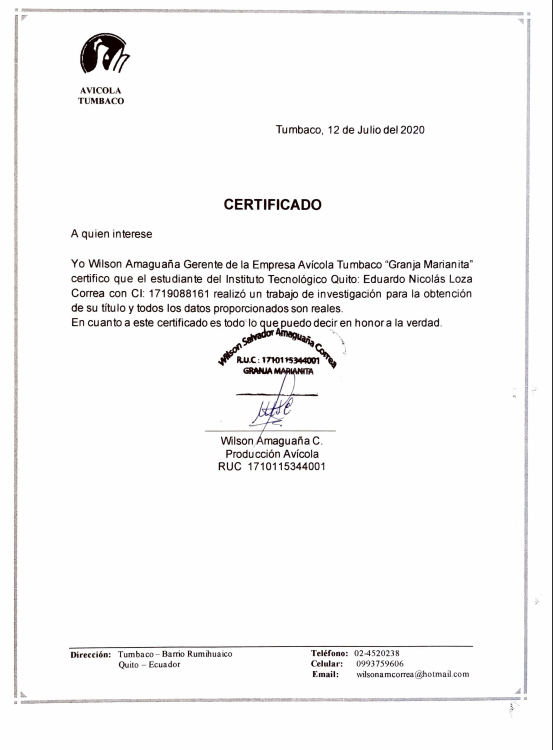 AVICOLA
TUMBACO
Tumbaco, 12 de Julio del 2020
CERTIFICADO
A quien interese
Yo Wilson Amaguaña Gerente de la Empresa Avícola Tumbaco “Granja Marianita”
certifico que el estudiante del Instituto Tecnológico Quito: Eduardo Nicolás Loza
Correa con CI: 1719088161 realizó un trabajo de investigación para la obtención
de su título y todos los datos proporcionados son reales.
En cuanto a este certificado es todo lo que puedo decir en honor a la verdad.
Wilson Salvador Amaguaña Correa
R.U.C : 1710115344001
GRANJA MARIANITA
Wilson Amaguaña C.
Producción Avícola
RUC 1710115344001
Dirección: Tumbaco – Barrio Rumihuaico
Quito – Ecuador
Teléfono: 02-4520238
Celular: 0993759606
Email: wilsonamcorrea@hotmail.com